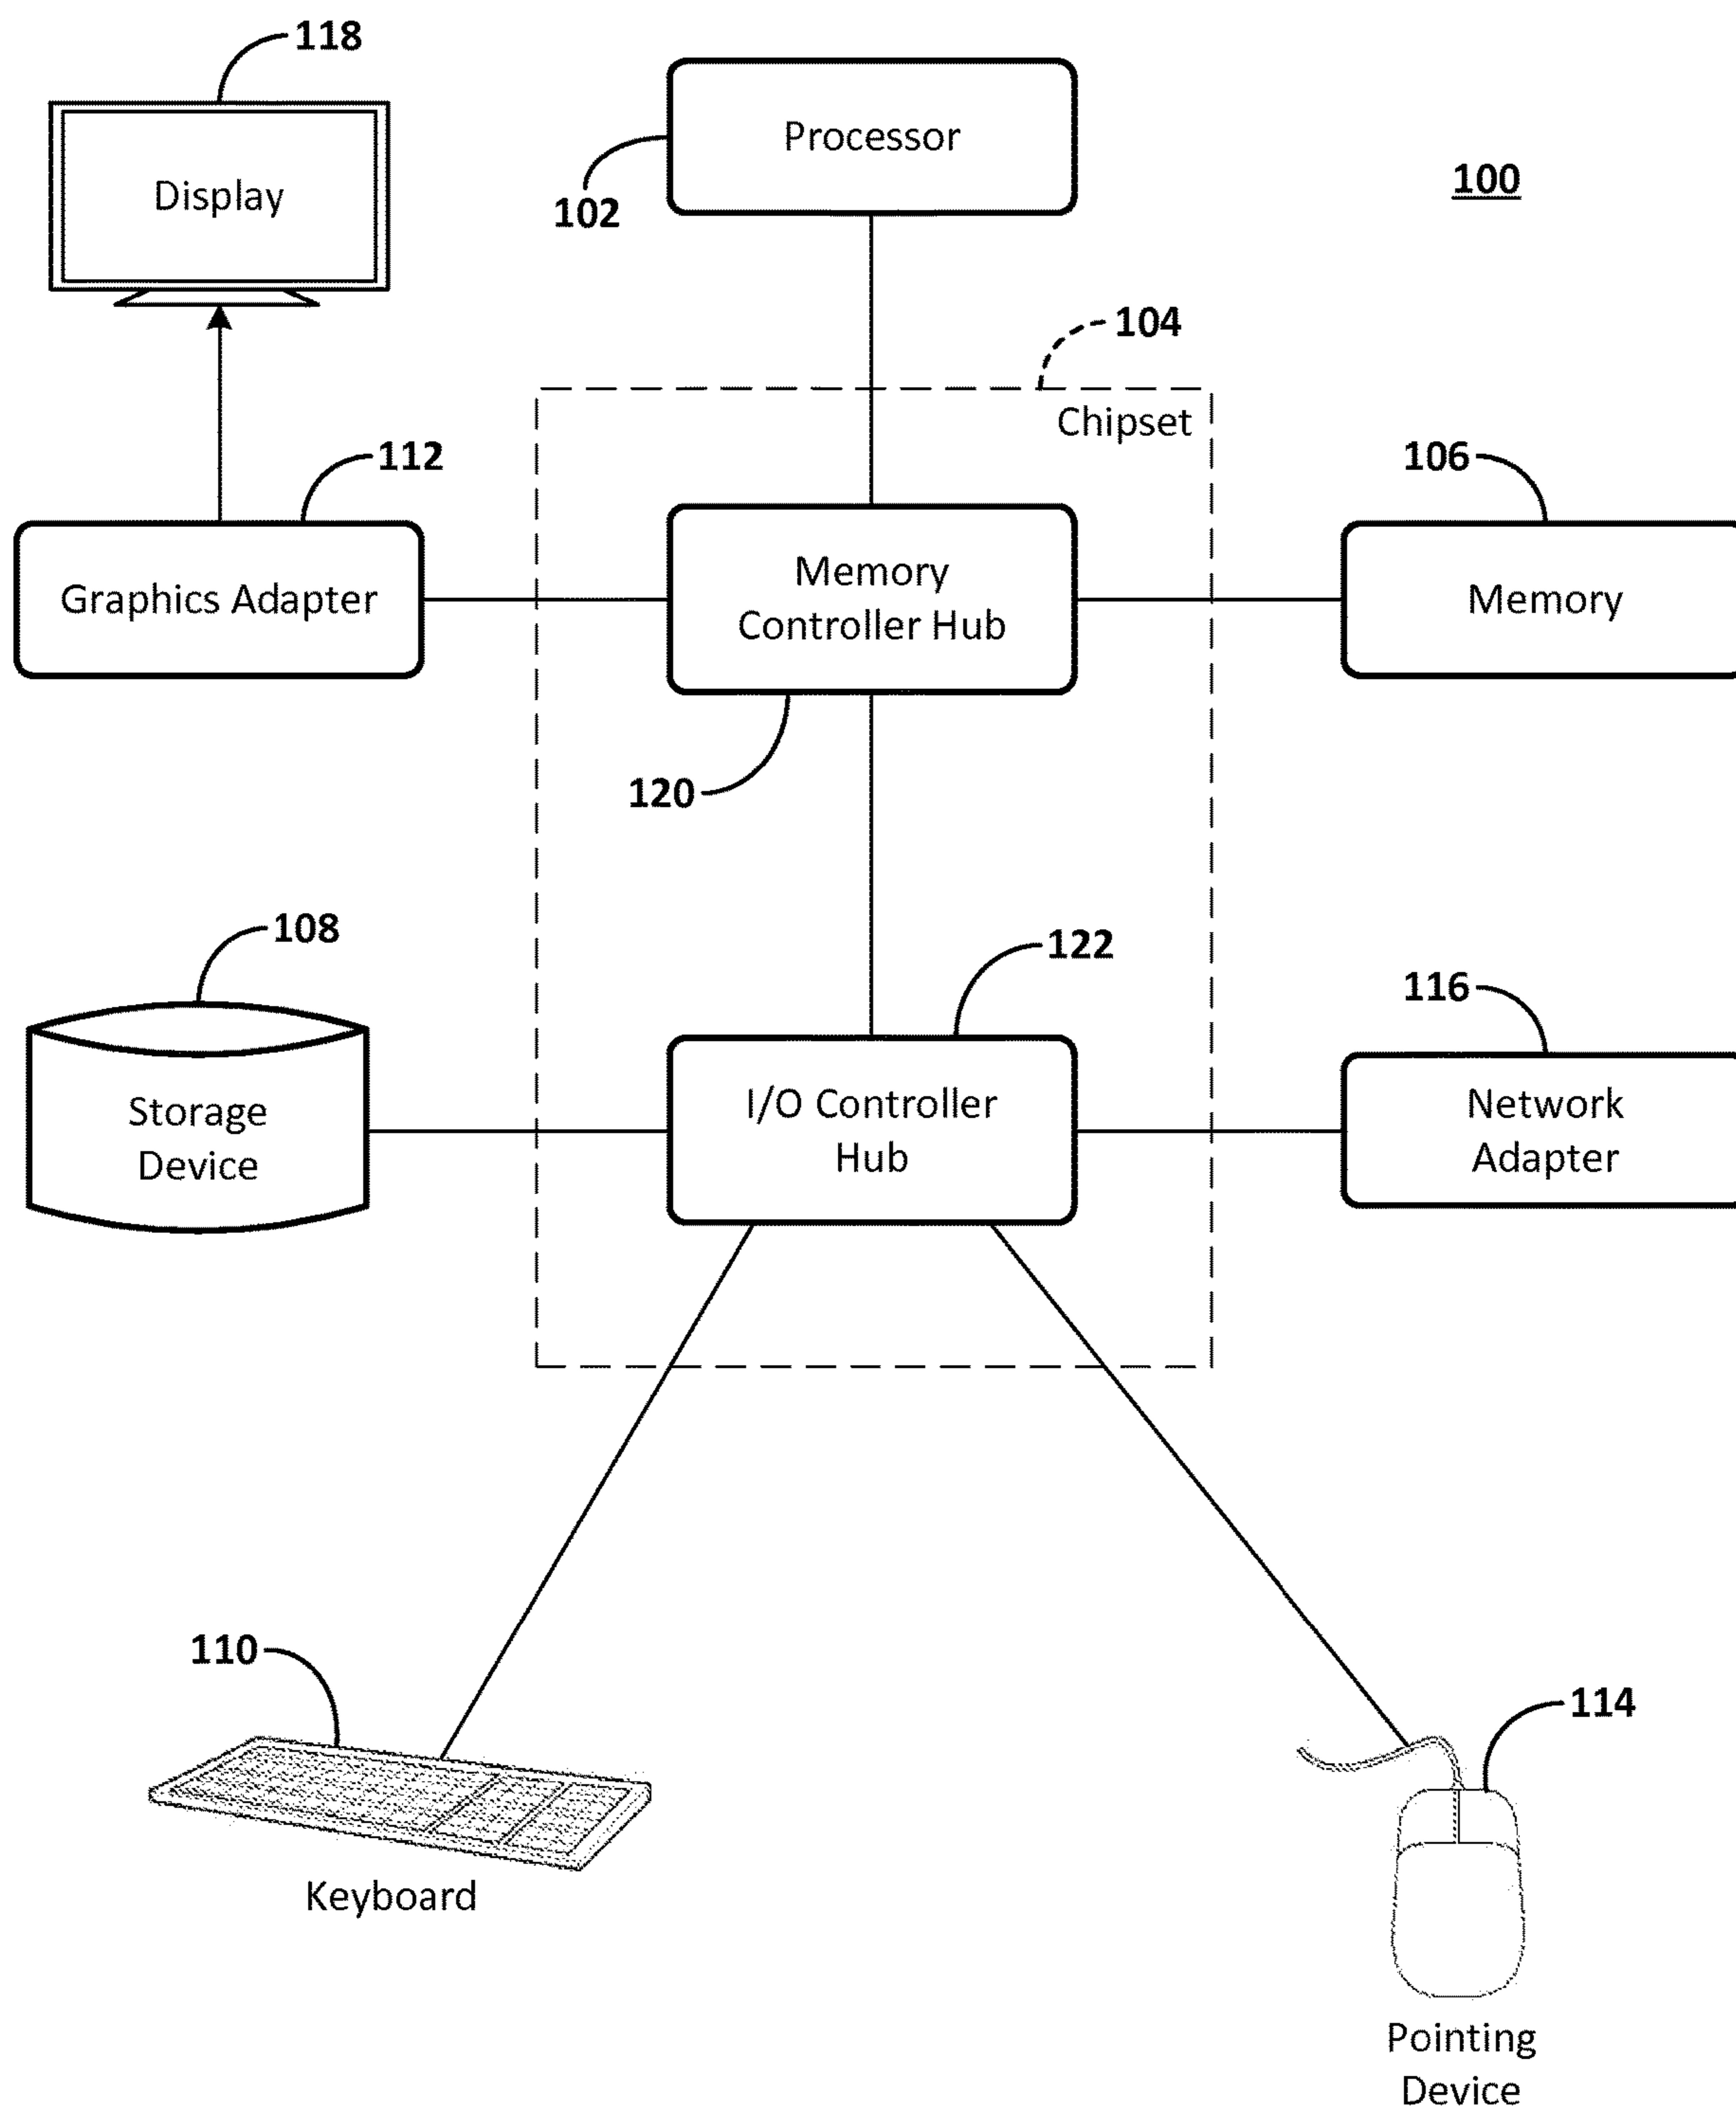 118
Processor
Display
100
102
104
Chipset
112
106
Graphics Adapter
Memory
Controller Hub
Memory
120
108
122
116
Storage
Device
I/O Controller
Hub
Network
Adapter
110
114
Keyboard
Pointing
Device